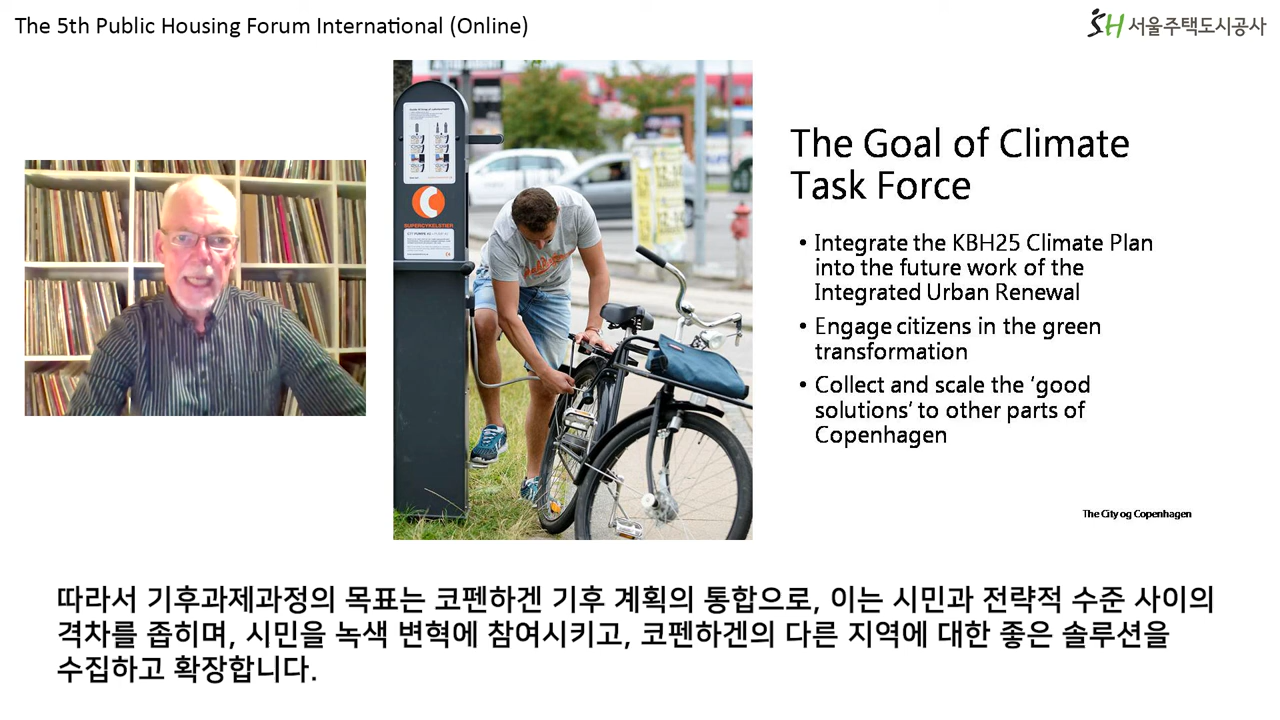 The 5th Public Housing Forum International (Online)
SH 서울주택도시공사
SUPERCYKELSTIER
The Goal of Climate
Task Force
• Integrate the KBH25 Climate Plan
into the future work of the
Integrated Urban Renewal
• Engage citizens in the green
transformation
• Collect and scale the ‘good
solutions’ to other parts of
Copenhagen
The City og Copenhagen
따라서 기후과제과정의 목표는 코펜하겐 기후 계획의 통합으로, 이는 시민과 전략적 수준 사이의
격차를 좁히며, 시민을 녹색 변혁에 참여시키고, 코펜하겐의 다른 지역에 대한 좋은 솔루션을
수집하고 확장합니다.